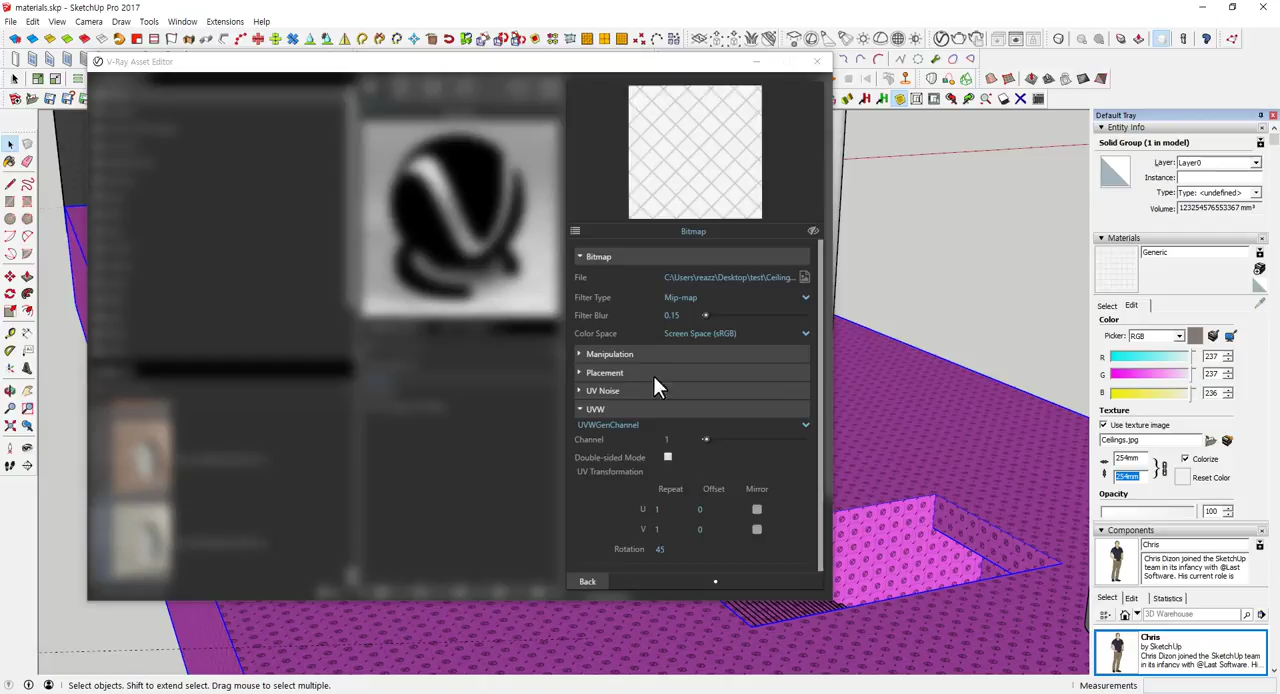 materials.skp - SketchUp Pro 2017
File Edit View Camera Draw Tools Window Extensions Help
V-Ray Asset Editor
Bitmap
Bitmap
File C:\Users\reazz\Desktop\test\Ceiling...
Filter Type Mip-map
Filter Blur 0.15
Color Space Screen Space (sRGB)
Manipulation
Placement
UV Noise
UVW
UVWGenChannel
Channel 1
Double-sided Mode
UV Transformation
Repeat Offset Mirror
U 1 0
V 1 0
Rotation 45
Back
Default Tray
Entity Info
Solid Group (1 in model)
Layer: Layer0
Instance:
Type: Type: <undefined>
Volume: 123254576553367 mm³
Materials
Generic
Select Edit
Color
Picker: RGB
R 237
G 237
B 236
Texture
Use texture image
Ceilings.jpg
254mm
254mm
Colorize
Reset Color
Opacity
100
Components
Chris
Chris Dizon joined the SketchUp
team in its infancy with @Last
Software. His current role is
Select Edit Statistics
3D Warehouse
Chris
by SketchUp
Chris Dizon joined the SketchUp team
in its infancy with @Last Software. Hi...
Select objects. Shift to extend select. Drag mouse to select multiple.
Measurements